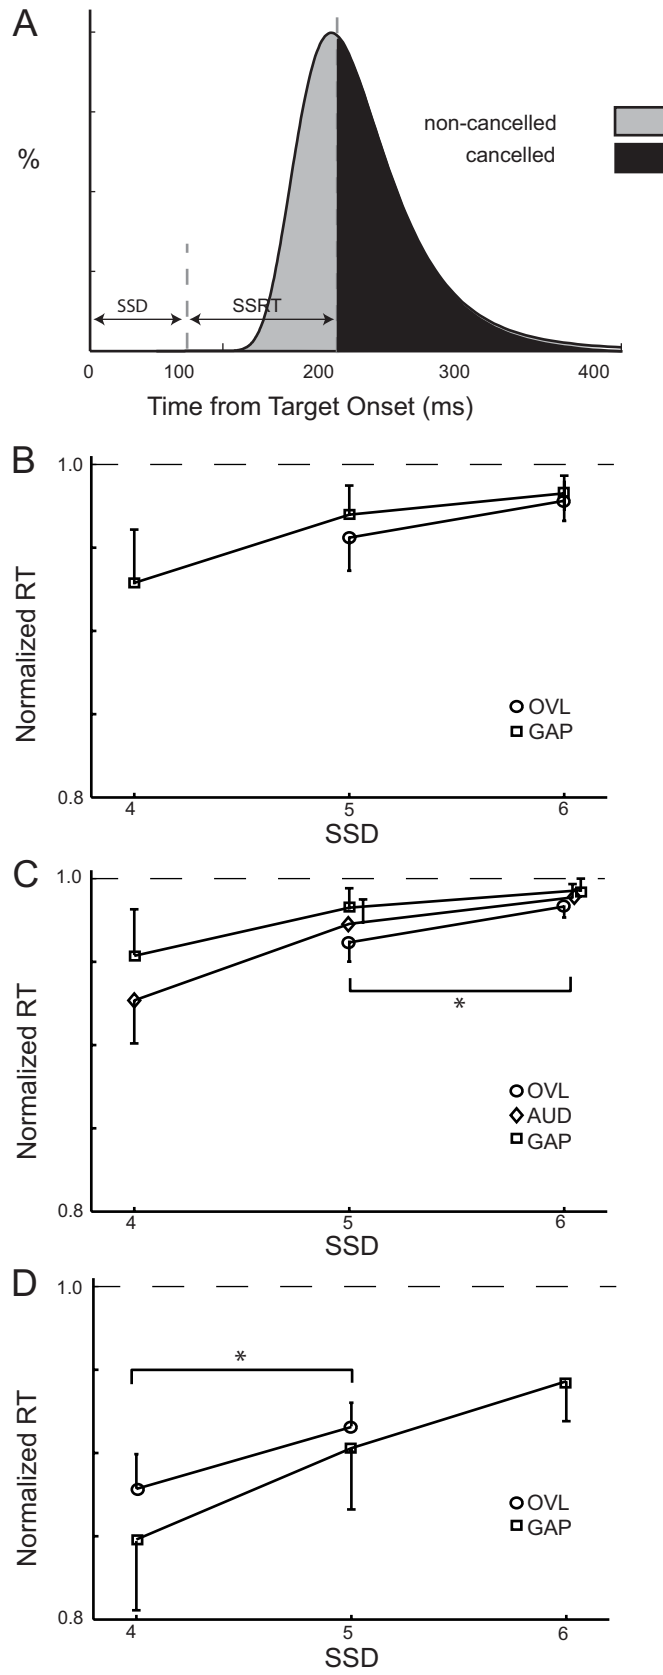 A
non-cancelled
cancelled
%
SSD SSRT
0 100 200 300 400
Time from Target Onset (ms)
B
1.0
Normalized RT
OVL
GAP
0.8
4 5 6
SSD
C
1.0
Normalized RT
*
OVL
AUD
GAP
0.8
4 5 6
SSD
D
1.0
*
Normalized RT
OVL
GAP
0.8
4 5 6
SSD